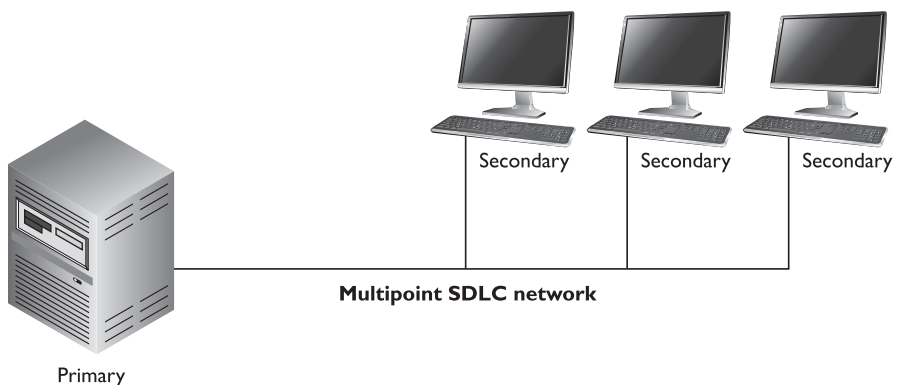 Secondary
Secondary
Secondary
Multipoint SDLC network
Primary